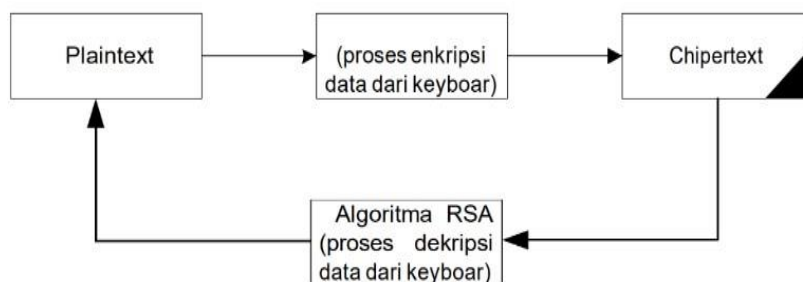 Plaintext
(proses enkripsi
data dari keyboar)
Chipertext
Algoritma RSA
(proses dekripsi
data dari keyboar)